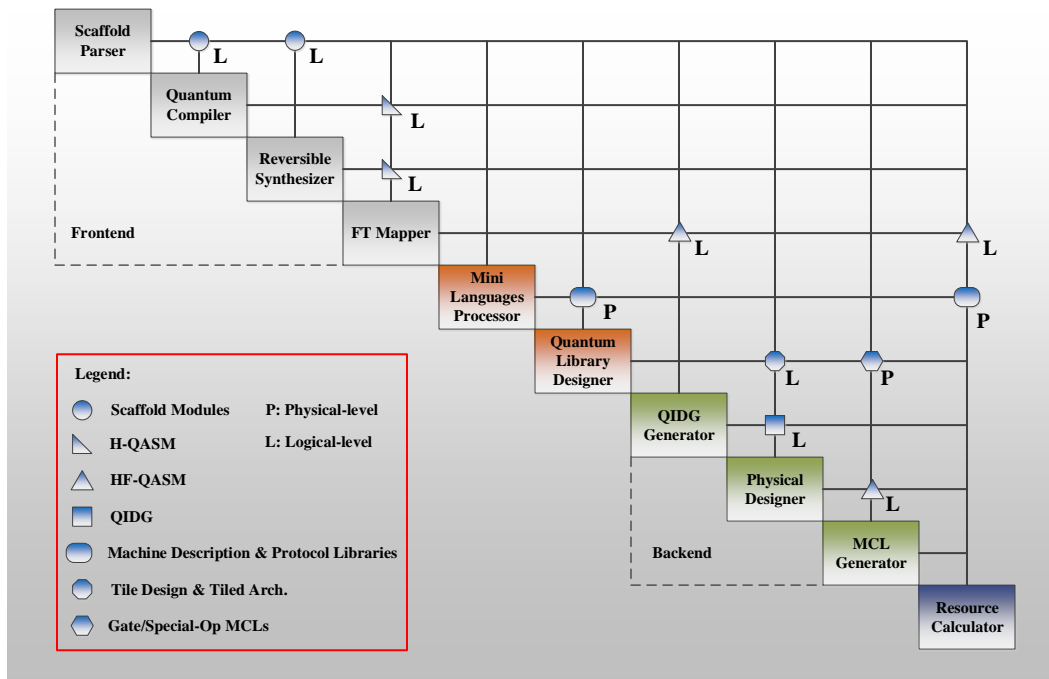 Scaffold
Parser
L
L
Quantum
Compiler
L
Reversible
Synthesizer
L
Frontend
FT Mapper
L
L
Mini
Languages
Processor
P
P
Quantum
Library
Designer
L
P
Legend:
Scaffold Modules
P: Physical-level
H-QASM
L: Logical-level
HF-QASM
QIDG
Machine Description & Protocol Libraries
Tile Design & Tiled Arch.
Gate/Special-Op MCLs
QIDG
Generator
L
Physical
Designer
L
Backend
MCL
Generator
Resource
Calculator